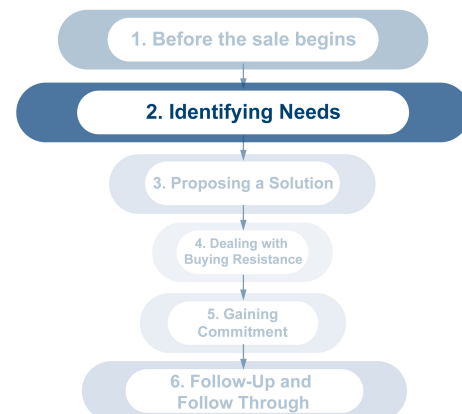 1. Before the sale begins
2. Identifying Needs
3. Proposing a Solution
4. Dealing with
Buying Resistance
5. Gaining
Commitment
6. Follow-Up and
Follow Through